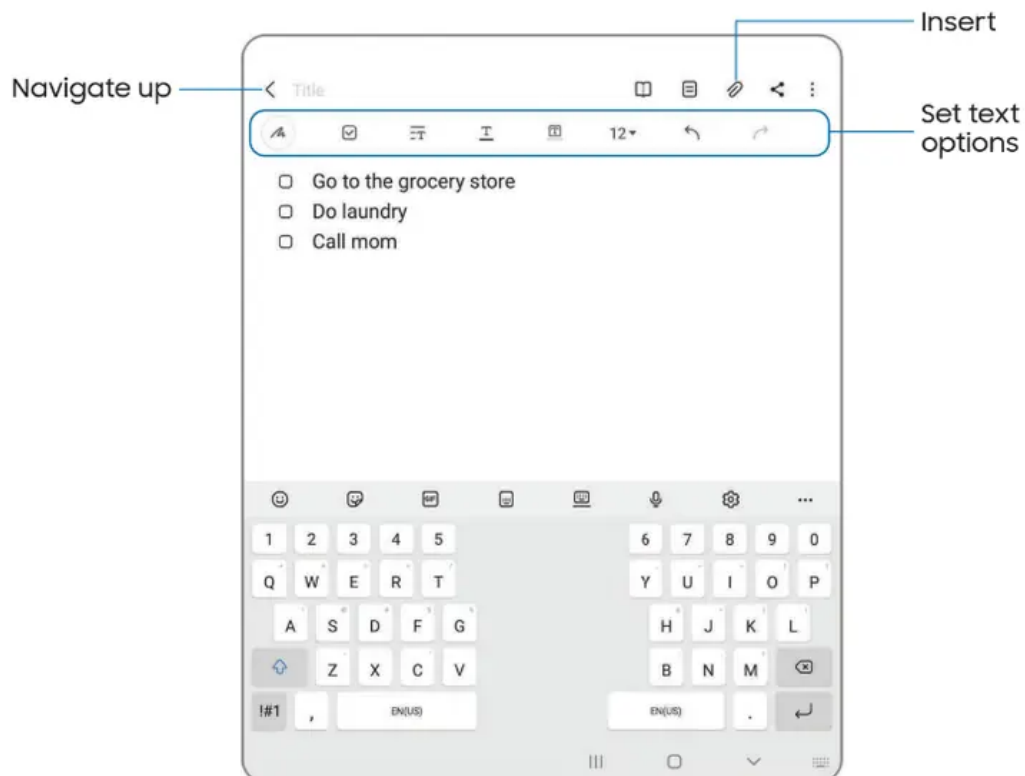 Insert
Navigate up
Title
Set text
options
12
Go to the grocery store
Do laundry
Call mom
GIF
1 2 3 4 5 6 7 8 9 0
Q W E R T Y U I O P
A S D F G H J K L
Z X C V B N M
!#1 , EN(US) EN(US) .